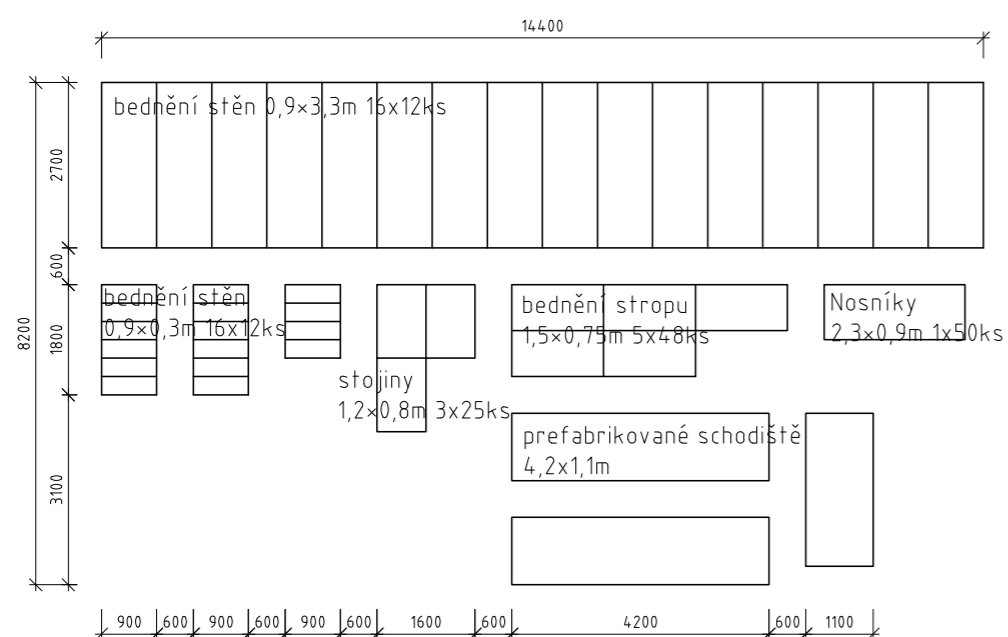 14400
bednění stěn 0,9×3,3m 16x12ks
2700
600
8200
1800
3100
bednění stěn
0,9×0,3m 16x12ks
stojiny
1,2×0,8m 3x25ks
bednění stropu
1,5×0,75m 5x48ks
Nosníky
2,3×0,9m 1x50ks
prefabrikované schodiště
4,2x1,1m
900 600 900 600 900 600 1600 600 4200 600 1100